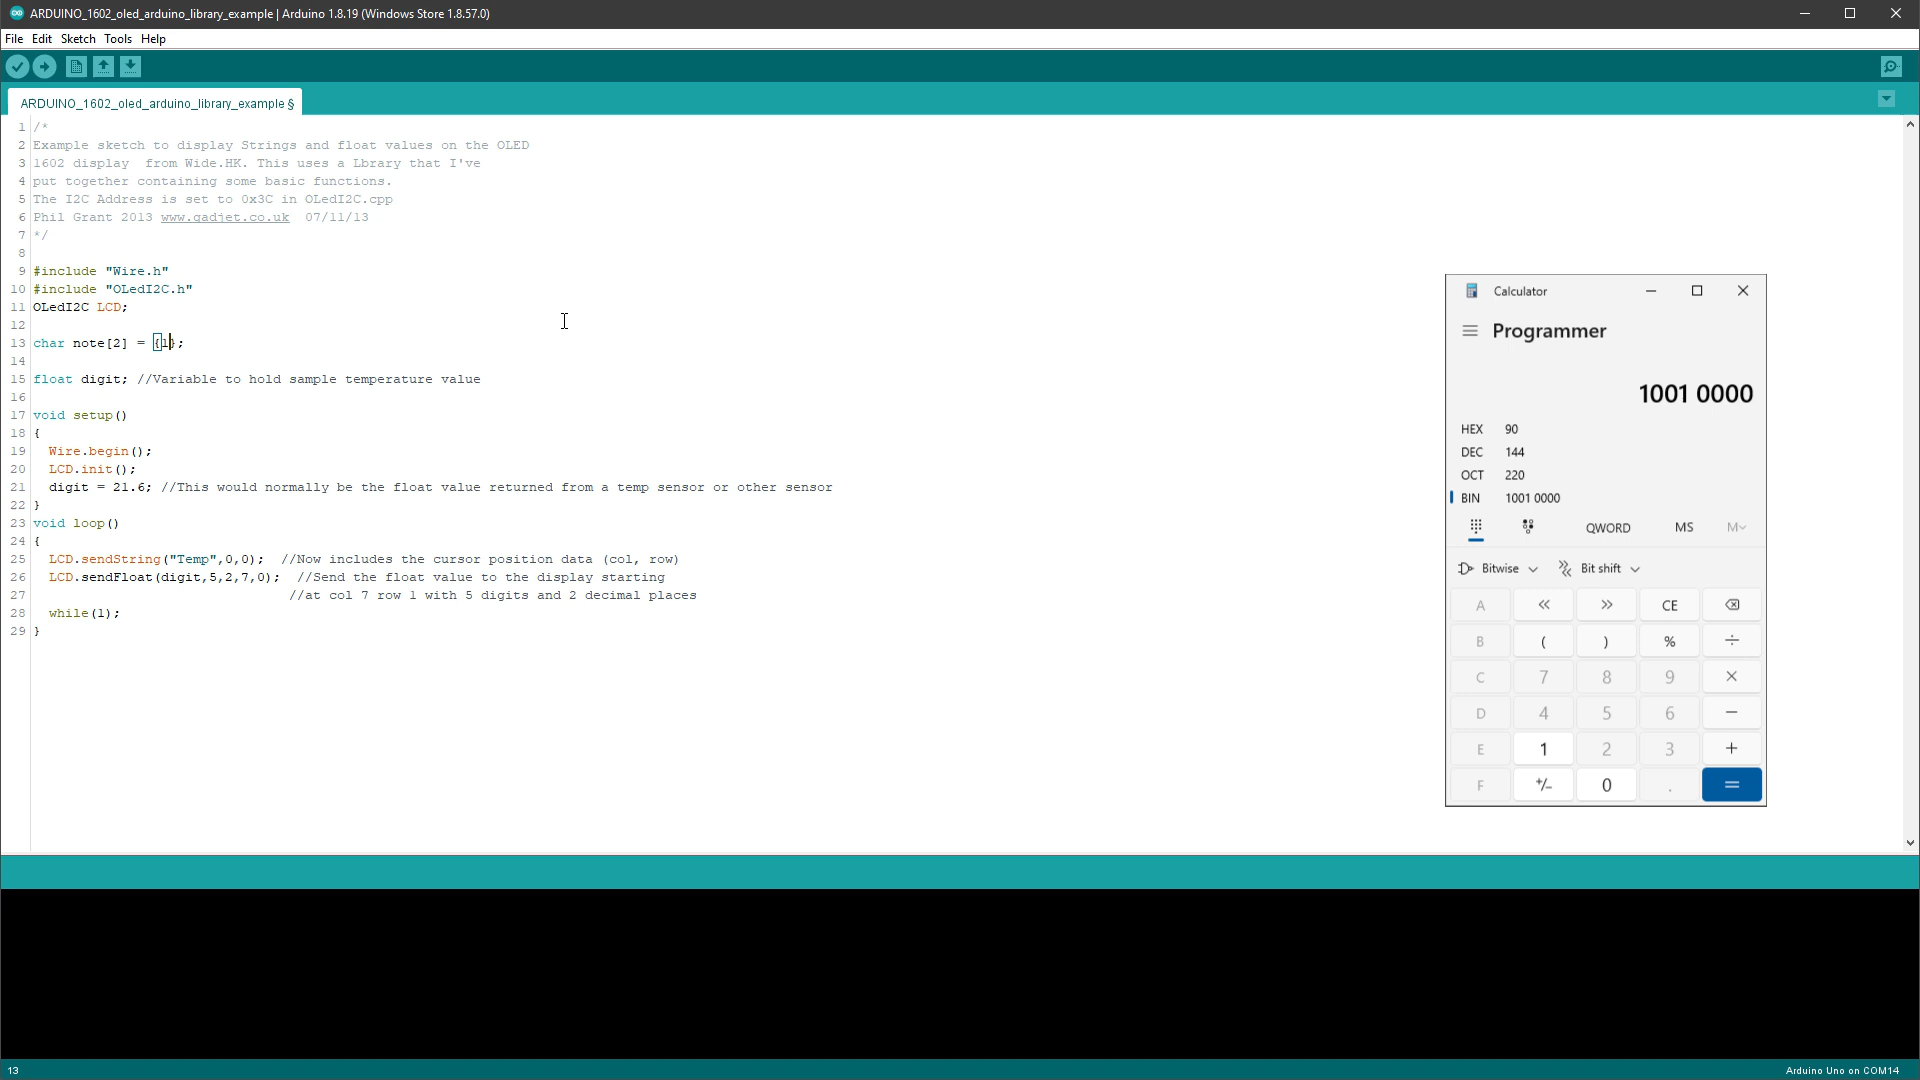 ARDUINO_1602_oled_arduino_library_example | Arduino 1.8.19 (Windows Store 1.8.57.0)
File Edit Sketch Tools Help
ARDUINO_1602_oled_arduino_library_example §
1 /*
2 Example sketch to display Strings and float values on the OLED
3 1602 display  from Wide.HK. This uses a Lbrary that I've
4 put together containing some basic functions.
5 The I2C Address is set to 0x3C in OLedI2C.cpp
6 Phil Grant 2013 www.gadjet.co.uk  07/11/13
7 */
8
9 #include "Wire.h"
10 #include "OLedI2C.h"
11 OLedI2C LCD;
12
13 char note[2] = {1};
14
15 float digit; //Variable to hold sample temperature value
16
17 void setup()
18 {
19   Wire.begin();
20   LCD.init();
21   digit = 21.6; //This would normally be the float value returned from a temp sensor or other sensor
22 }
23 void loop()
24 {
25   LCD.sendString("Temp",0,0);  //Now includes the cursor position data (col, row)
26   LCD.sendFloat(digit,5,2,7,0);  //Send the float value to the display starting
27                                 //at col 7 row 1 with 5 digits and 2 decimal places
28   while(1);
29 }
Calculator
Programmer
1001 0000
HEX 90
DEC 144
OCT 220
BIN 1001 0000
QWORD MS M
Bitwise Bit shift
A << >> CE
B ( ) % ÷
C 7 8 9 ×
D 4 5 6 −
E 1 2 3 +
F +/− 0 . =
13
Arduino Uno on COM14